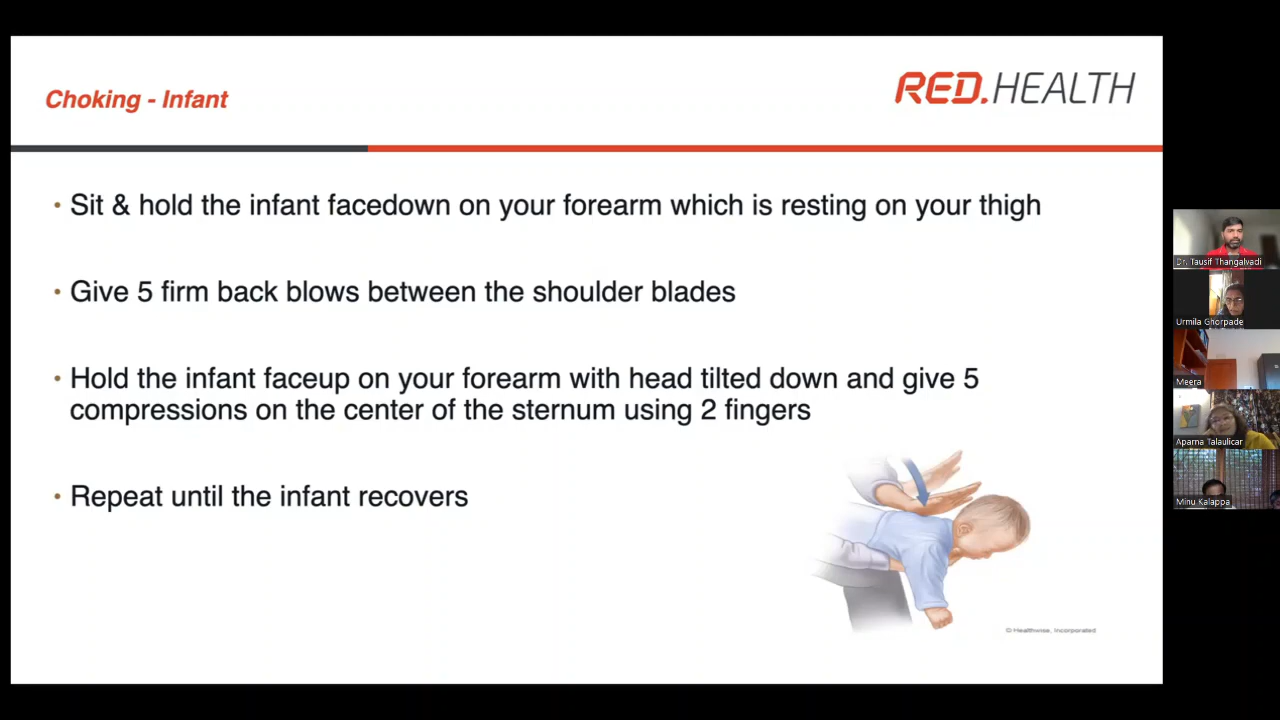 Choking - Infant
RED.HEALTH
• Sit & hold the infant facedown on your forearm which is resting on your thigh
• Give 5 firm back blows between the shoulder blades
• Hold the infant faceup on your forearm with head tilted down and give 5
compressions on the center of the sternum using 2 fingers
• Repeat until the infant recovers
© Healthwise, Incorporated
Dr. Tausif Thangalvadi
Urmila Ghorpade
Meera
Aparna Talaulicar
Minu Kalappa